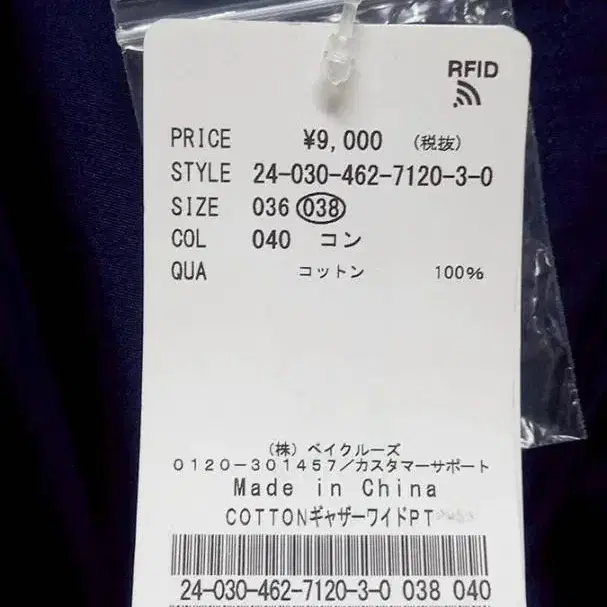 RFID
PRICE ¥9,000 (税抜)
STYLE 24-030-462-7120-3-0
SIZE 036 038
COL 040 コン
QUA コットン 100%
(株) ベイクルーズ
0120-301457/カスタマーサポート
Made in China
COTTONギャザーワイドPT
24-030-462-7120-3-0 038 040